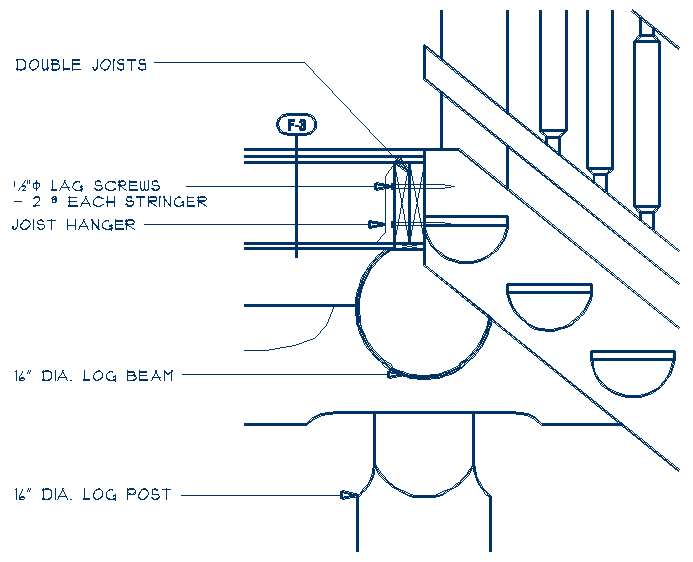 DOUBLE JOISTS
F-3
½"Φ LAG SCREWS
- 2 @ EACH STRINGER
JOIST HANGER
16" DIA. LOG BEAM
16" DIA. LOG POST